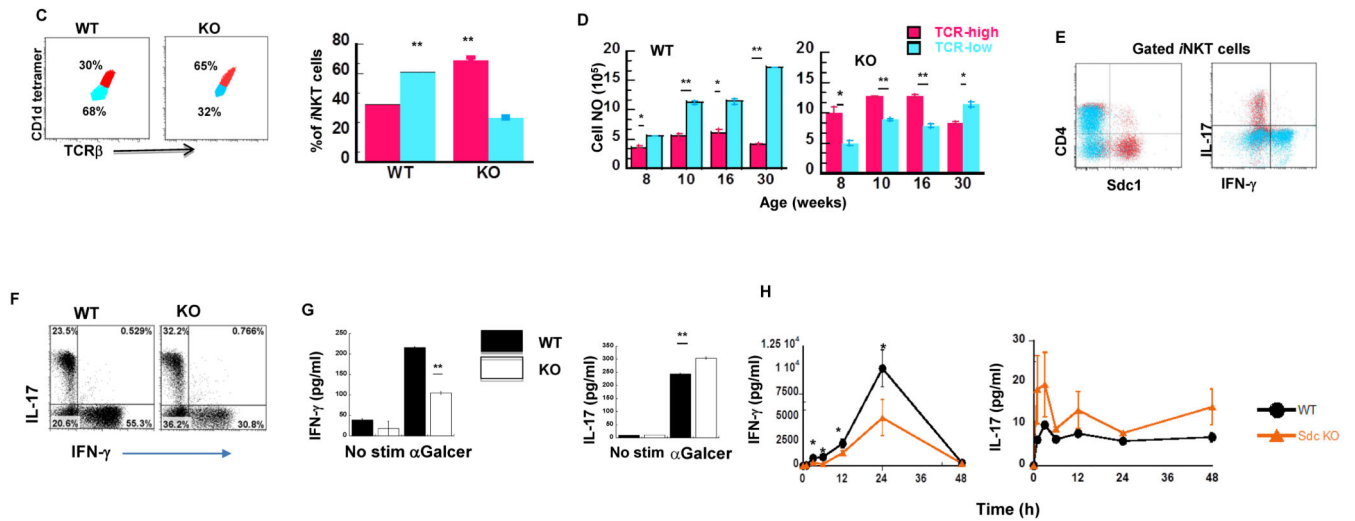 C
WT
KO
30%
68%
65%
32%
CD1d tetramer
TCRβ
**
**
%of iNKT cells
80
60
40
20
0
WT
KO
D
TCR-high
TCR-low
WT
KO
Cell NO (10⁵)
20
15
10
5
0
*
**
*
**
8
10
16
30
20
15
10
5
0
*
**
**
*
8
10
16
30
Age (weeks)
E
Gated iNKT cells
CD4
Sdc1
IL-17
IFN-γ
F
WT
KO
23.5%
0.529%
20.6%
55.3%
32.2%
0.766%
36.2%
30.8%
IL-17
IFN-γ
G
IFN-γ (pg/ml)
250
200
150
100
50
0
**
No stim αGalcer
WT
KO
IL-17 (pg/ml)
350
300
250
200
150
100
50
0
**
No stim αGalcer
H
IFN-γ (pg/ml)
1.25 10⁴
1 10⁴
7500
5000
2500
0
*
*
*
*
0
12
24
36
48
IL-17 (pg/ml)
30
20
10
0
0
12
24
36
48
WT
Sdc KO
Time (h)